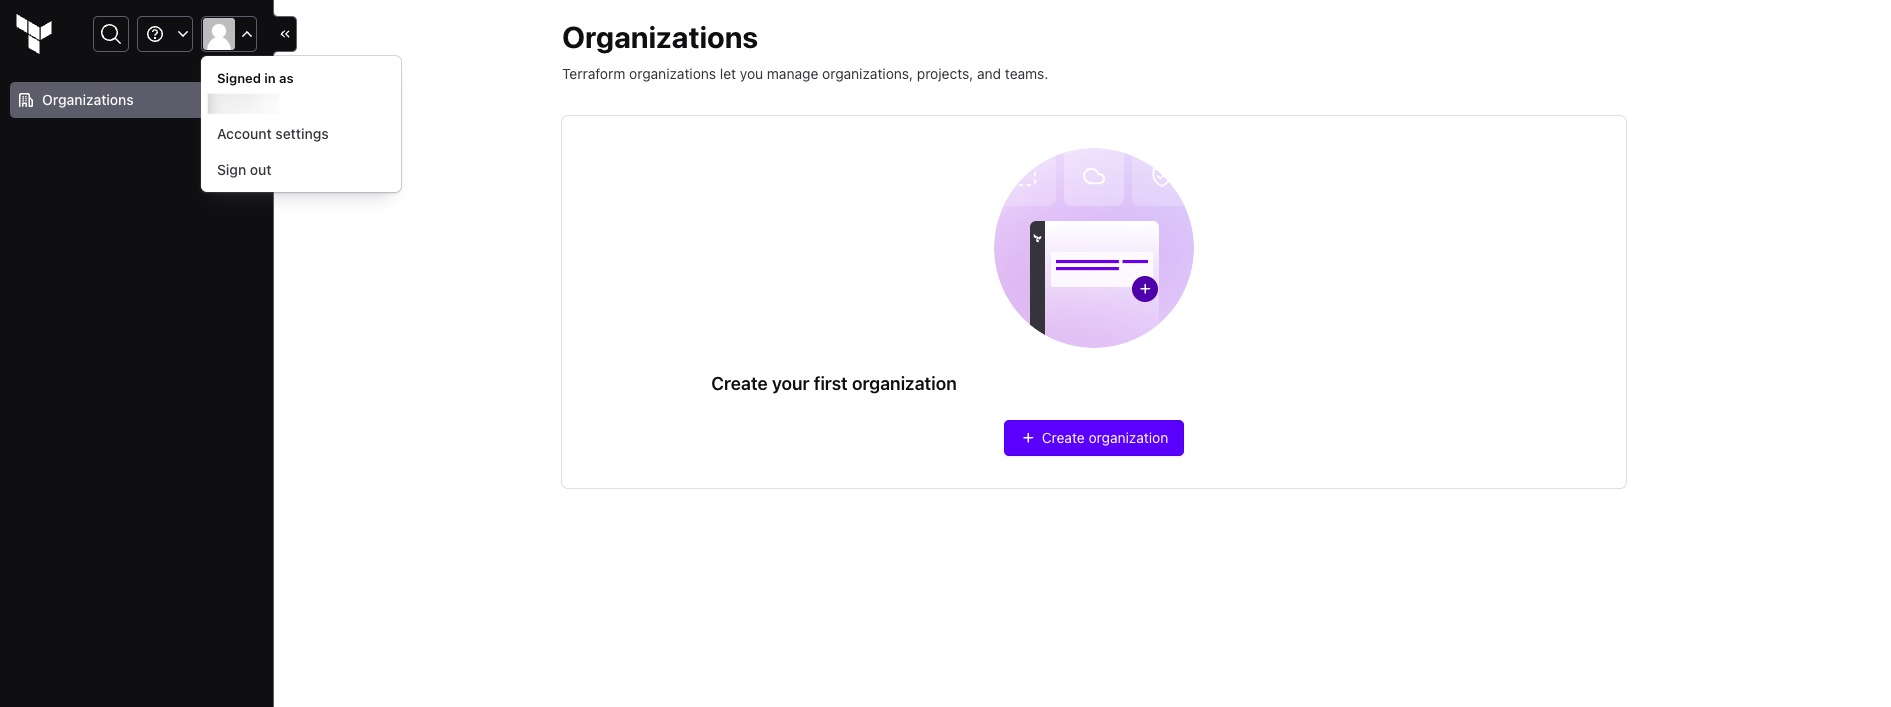 Signed in as
Account settings
Sign out
Organizations
Organizations
Terraform organizations let you manage organizations, projects, and teams.
Create your first organization
+ Create organization